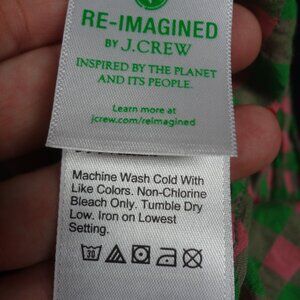 RE-IMAGINED
BY J.CREW
INSPIRED BY THE PLANET
AND ITS PEOPLE.
Learn more at
jcrew.com/reimagined
Machine Wash Cold With
Like Colors. Non-Chlorine
Bleach Only. Tumble Dry
Low. Iron on Lowest
Setting.
30